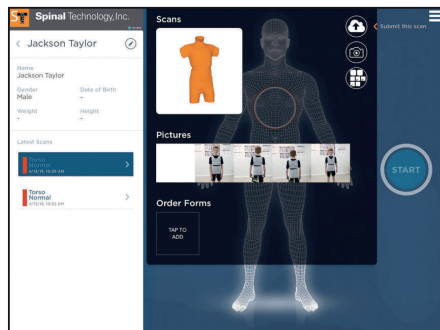 ST Spinal Technology, Inc.
Jackson Taylor
Name
Jackson Taylor
Gender
Date of Birth
Male
-
Weight
Height
-
-
Latest Scans
Torso
Normal
Torso
Normal
Scans
Submit this scan
Pictures
START
Order Forms
TAP TO
ADD